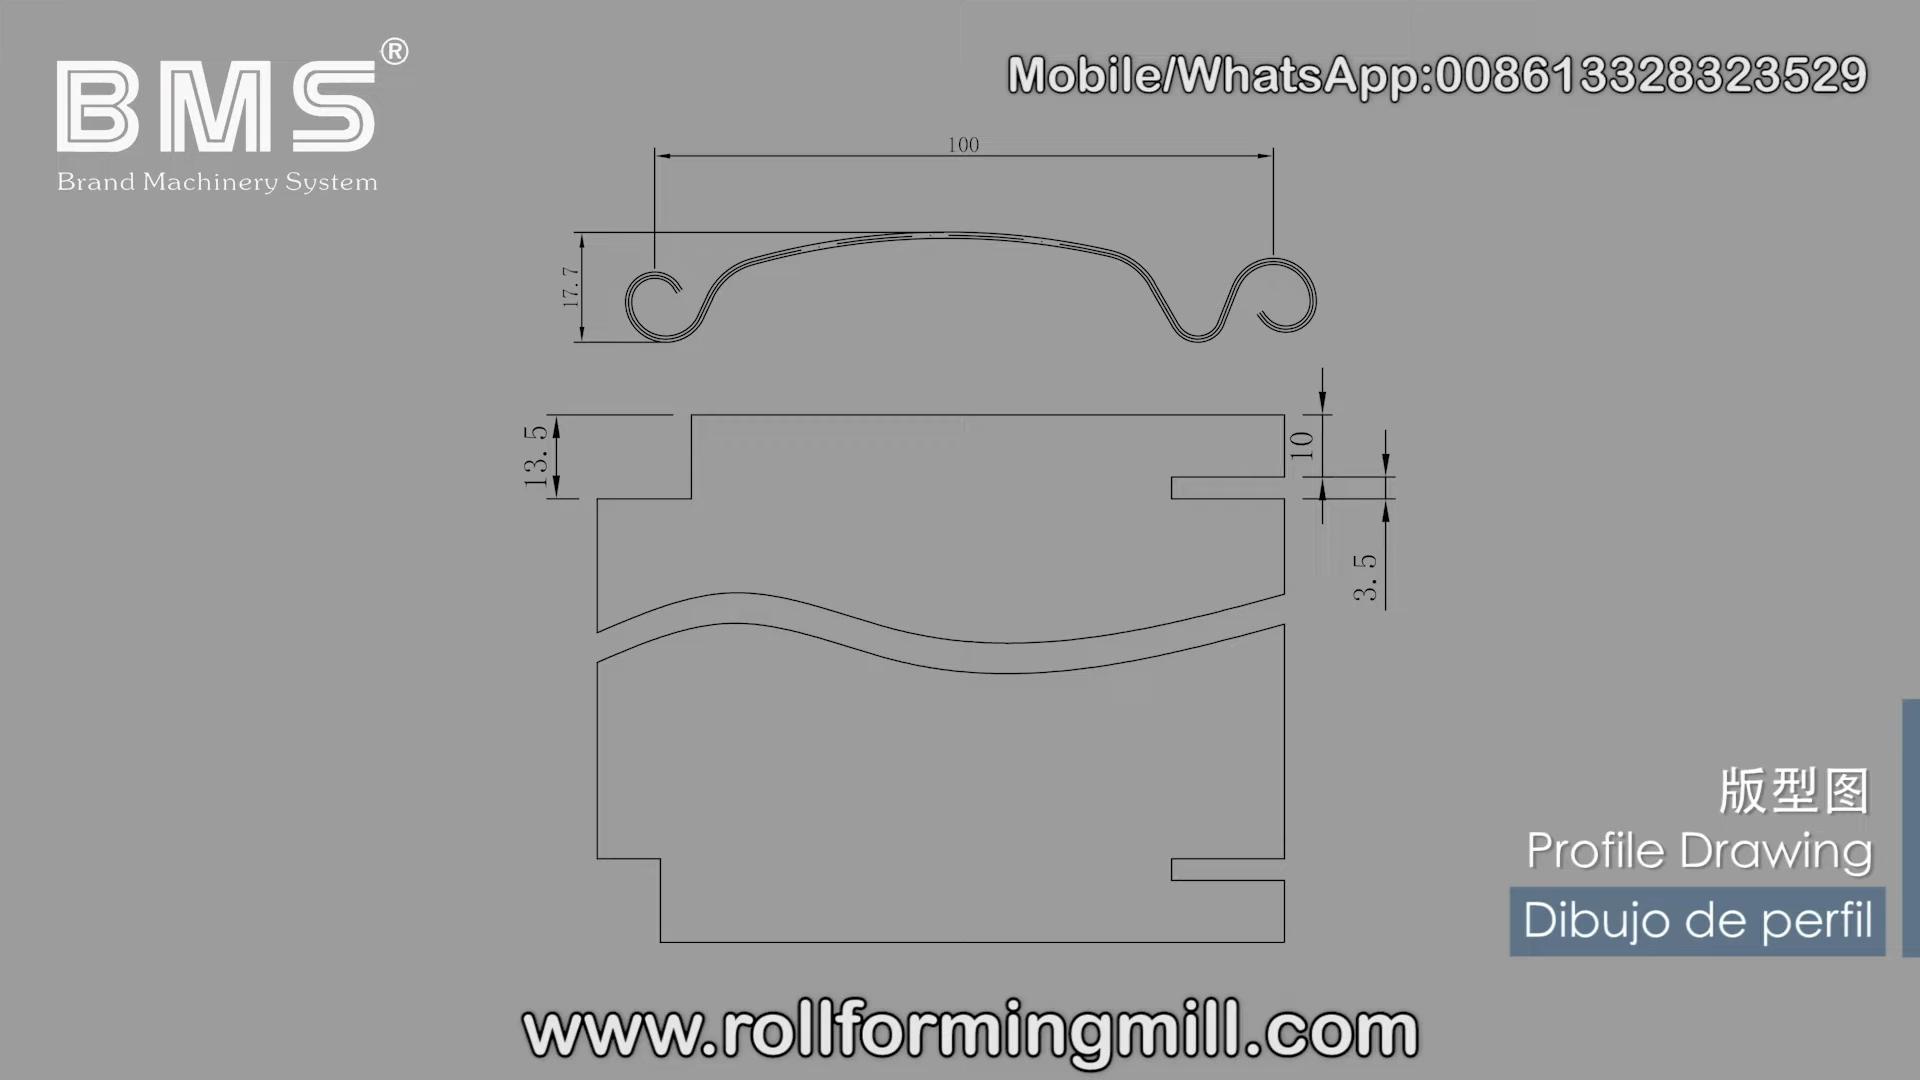 BMS®
Brand Machinery System
Mobile/WhatsApp:008613328323529
100
17.7
13.5
10
3.5
版型图
Profile Drawing
Dibujo de perfil
www.rollformingmill.com